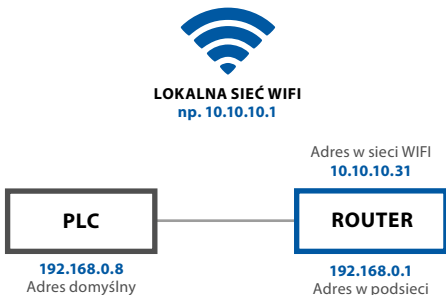 LOKALNA SIEĆ WIFI
np. 10.10.10.1
Adres w sieci WIFI
10.10.10.31
PLC
ROUTER
192.168.0.8
Adres domyślny
192.168.0.1
Adres w podsieci